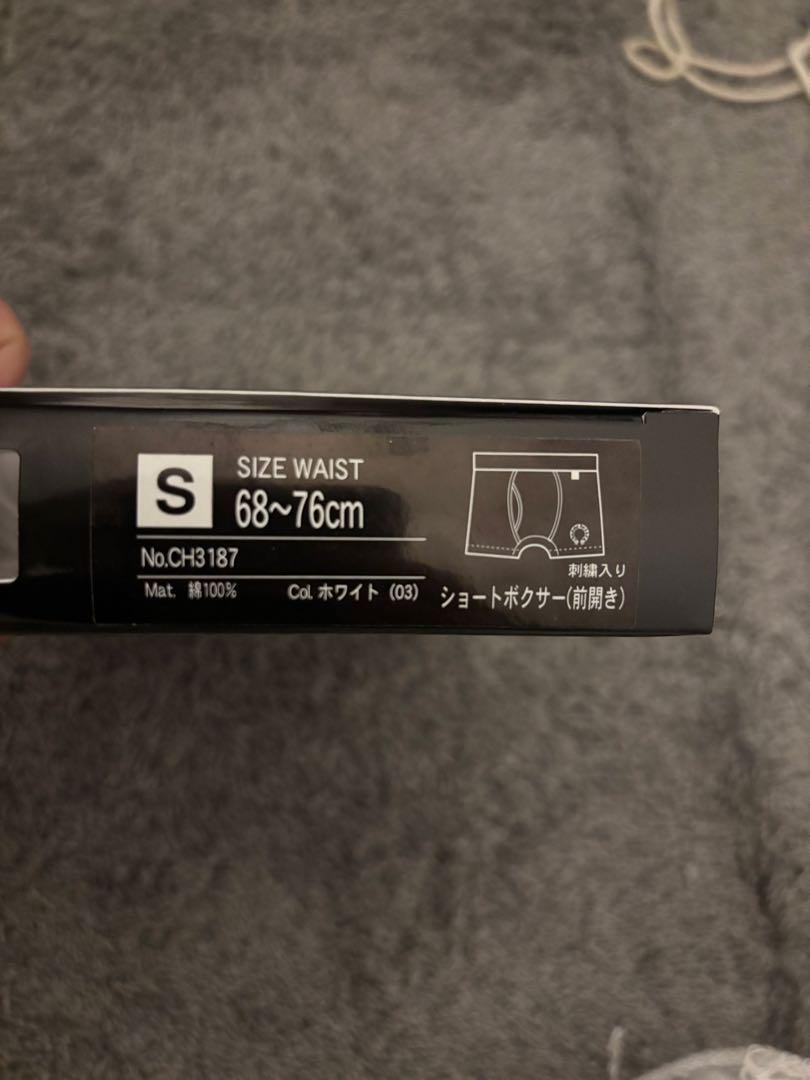 S
SIZE WAIST
68~76cm
No.CH3187
Mat. 綿100% Col. ホワイト (03)
刺繍入り
ショートボクサー(前開き)